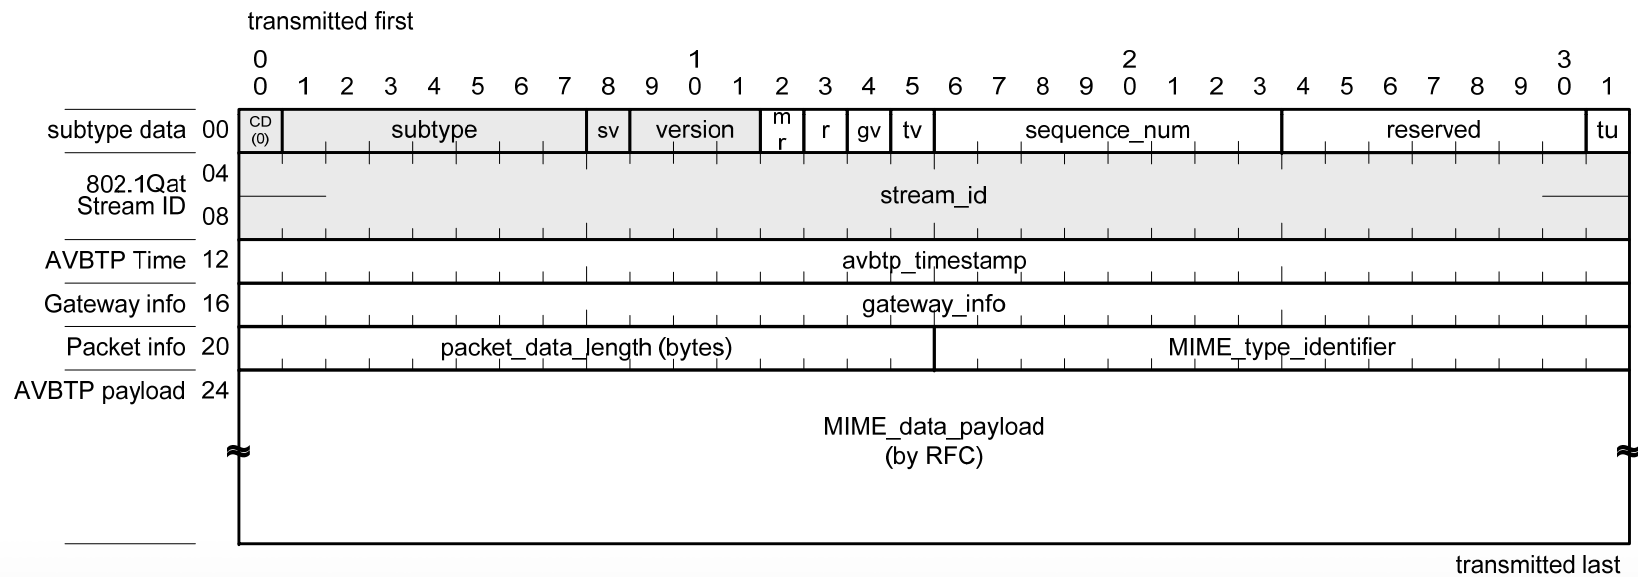 transmitted first
0 1 2 3
0 1 2 3 4 5 6 7 8 9 0 1 2 3 4 5 6 7 8 9 0 1 2 3 4 5 6 7 8 9 0 1
subtype data 00 CD (0) subtype sv version m r r gv tv sequence_num reserved tu
802.1Qat
Stream ID
04
08
stream_id
AVBTP Time 12 avbtp_timestamp
Gateway info 16 gateway_info
Packet info 20 packet_data_length (bytes) MIME_type_identifier
AVBTP payload 24
MIME_data_payload
(by RFC)
transmitted last